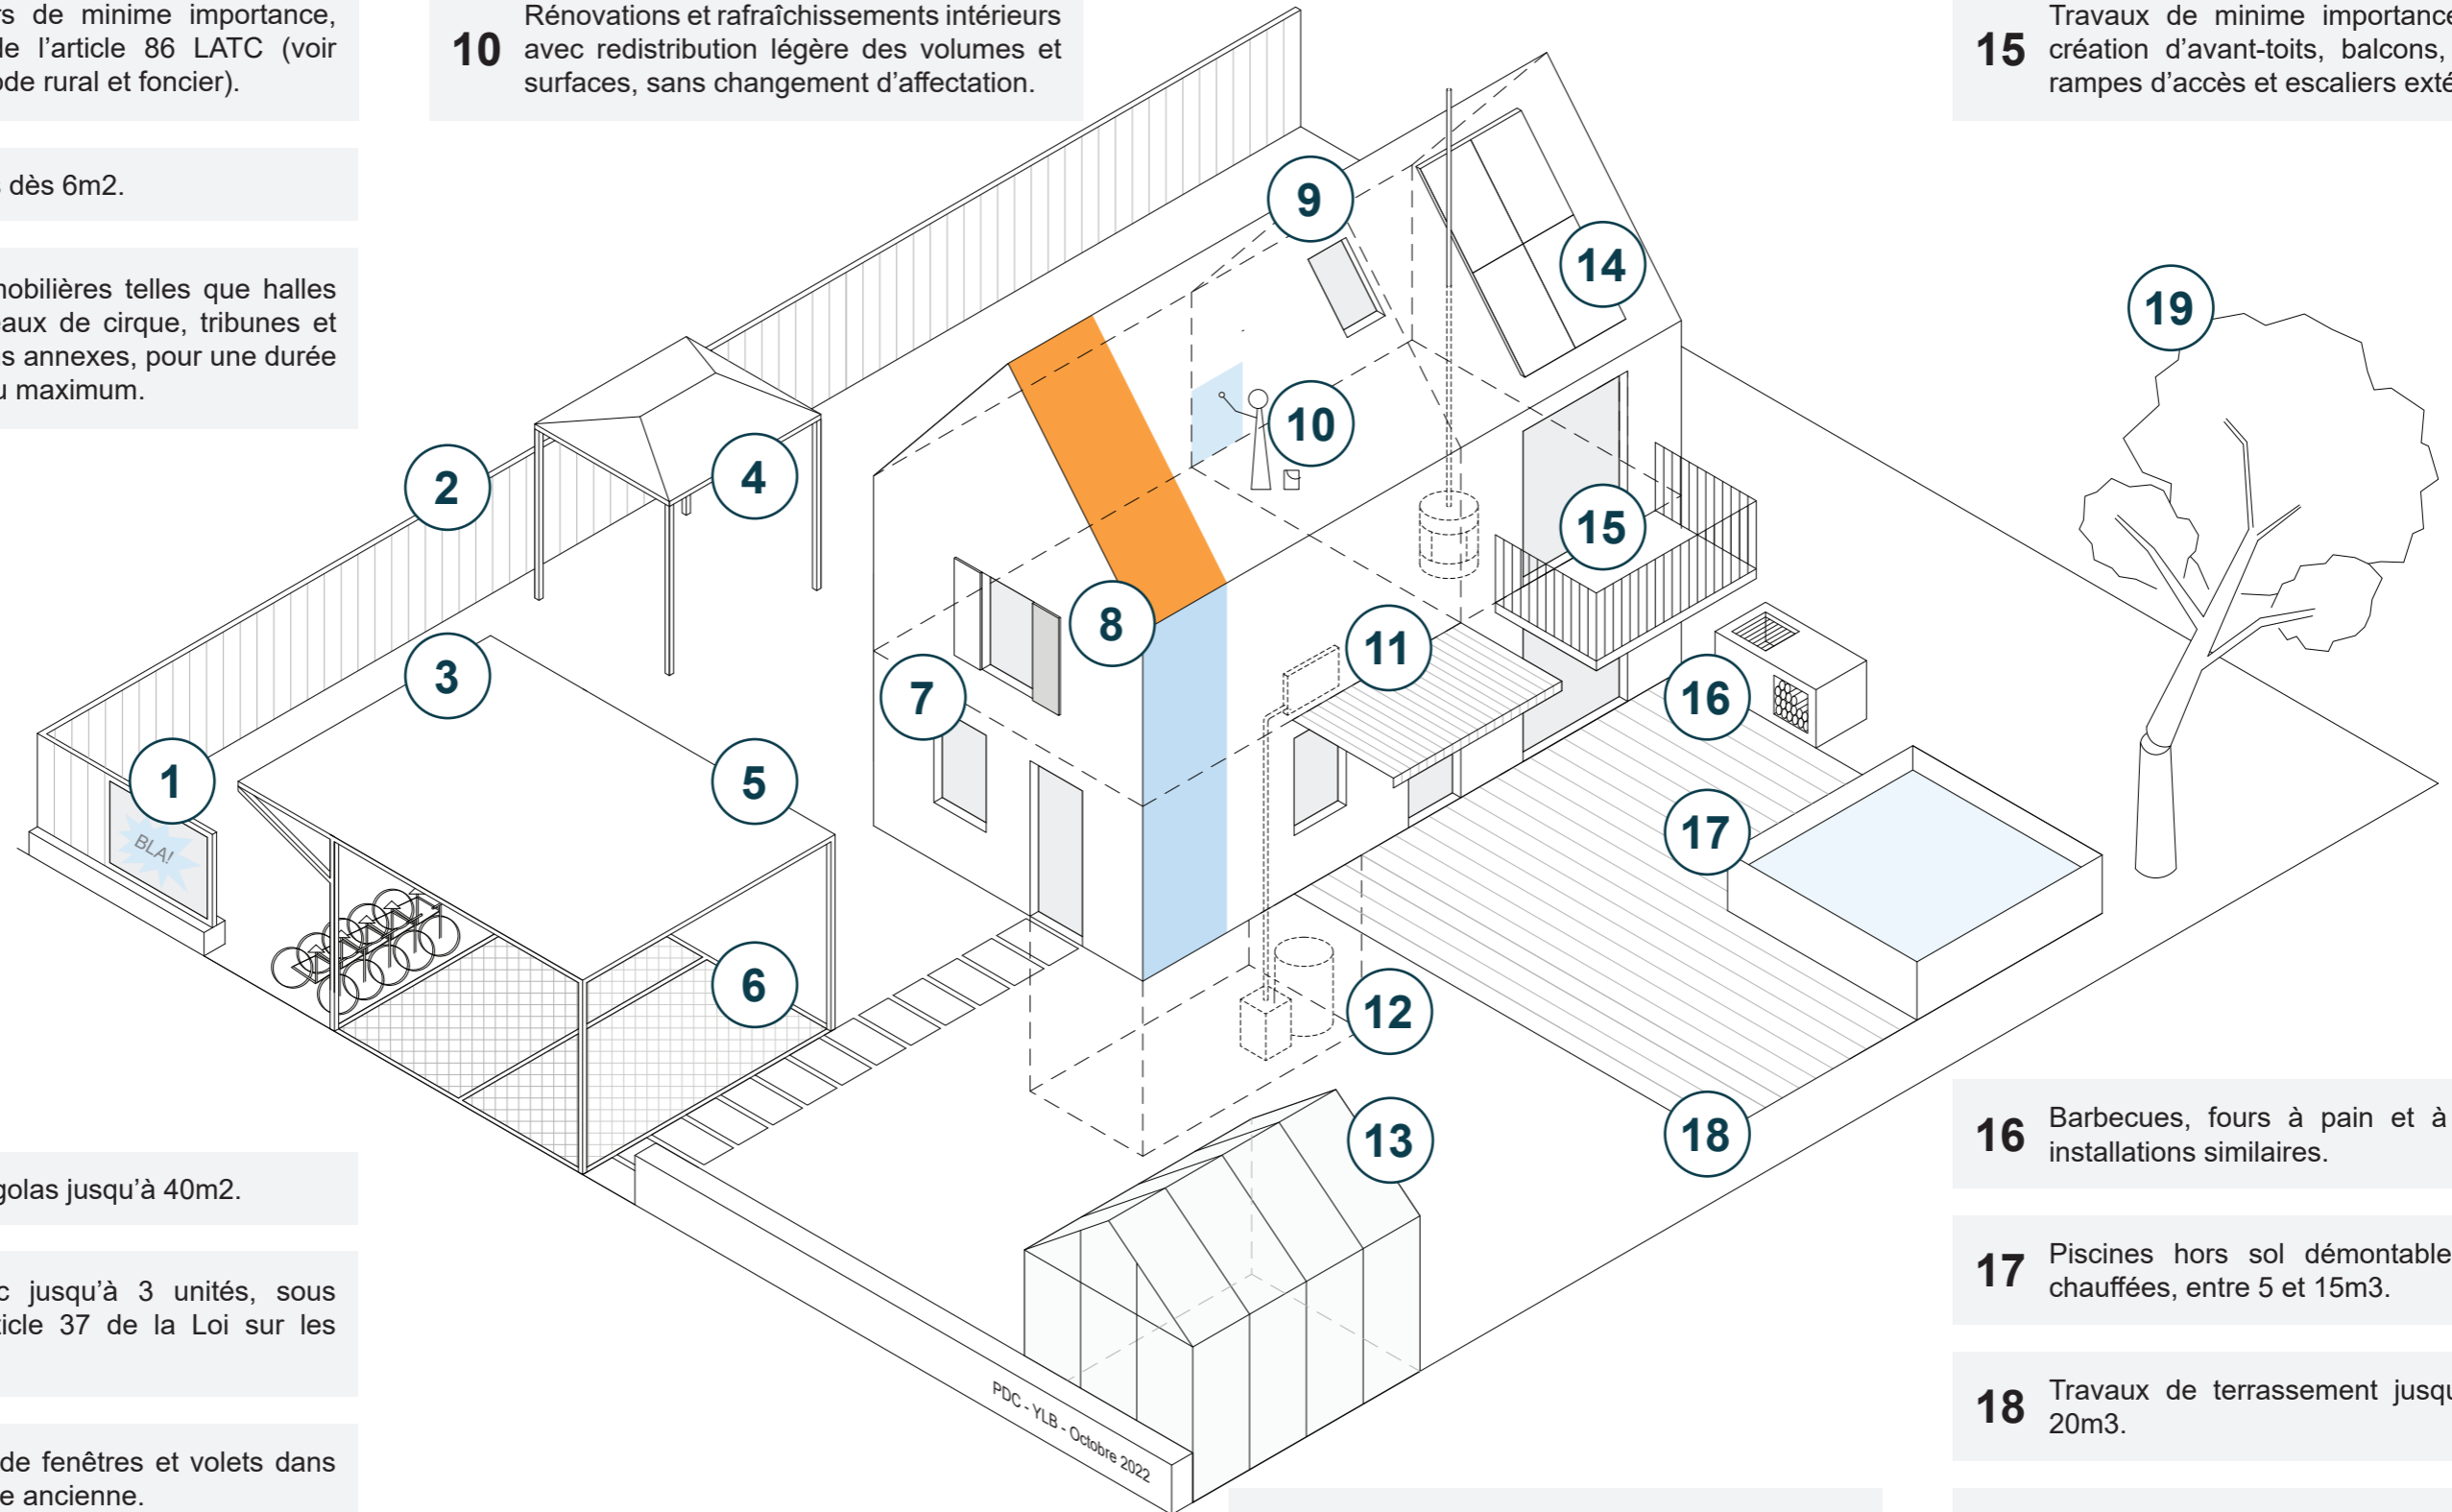 rs de minime importance,
de l’article 86 LATC (voir
ode rural et foncier).
s dès 6m2.
mobilières telles que halles
eaux de cirque, tribunes et
s annexes, pour une durée
u maximum.
10
Rénovations et rafraîchissements intérieurs
avec redistribution légère des volumes et
surfaces, sans changement d’affectation.
15
Travaux de minime importance
création d’avant-toits, balcons,
rampes d’accès et escaliers exté
9
14
19
10
2
4
15
8
11
3
7
16
1
5
17
BLA!
6
12
18
13
PDC - YLB - Octobre 2022
golas jusqu’à 40m2.
c jusqu’à 3 unités, sous
ticle 37 de la Loi sur les
de fenêtres et volets dans
e ancienne.
16
Barbecues, fours à pain et à
installations similaires.
17
Piscines hors sol démontable
chauffées, entre 5 et 15m3.
18
Travaux de terrassement jusqu
20m3.